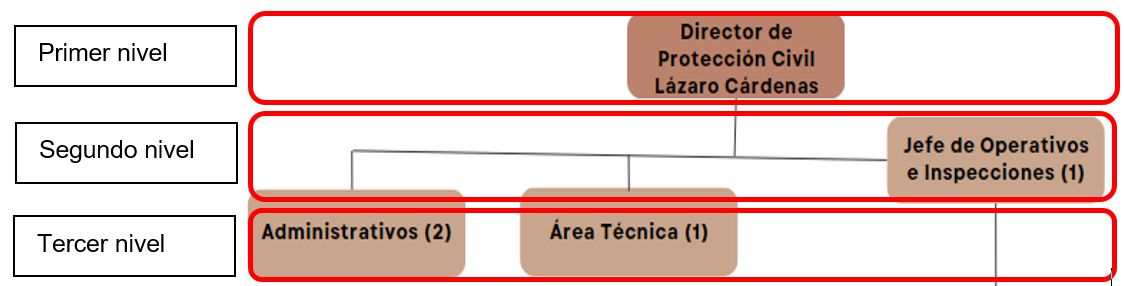 Primer nivel
Director de
Protección Civil
Lázaro Cárdenas
Segundo nivel
Jefe de Operativos
e Inspecciones (1)
Tercer nivel
Administrativos (2)
Área Técnica (1)